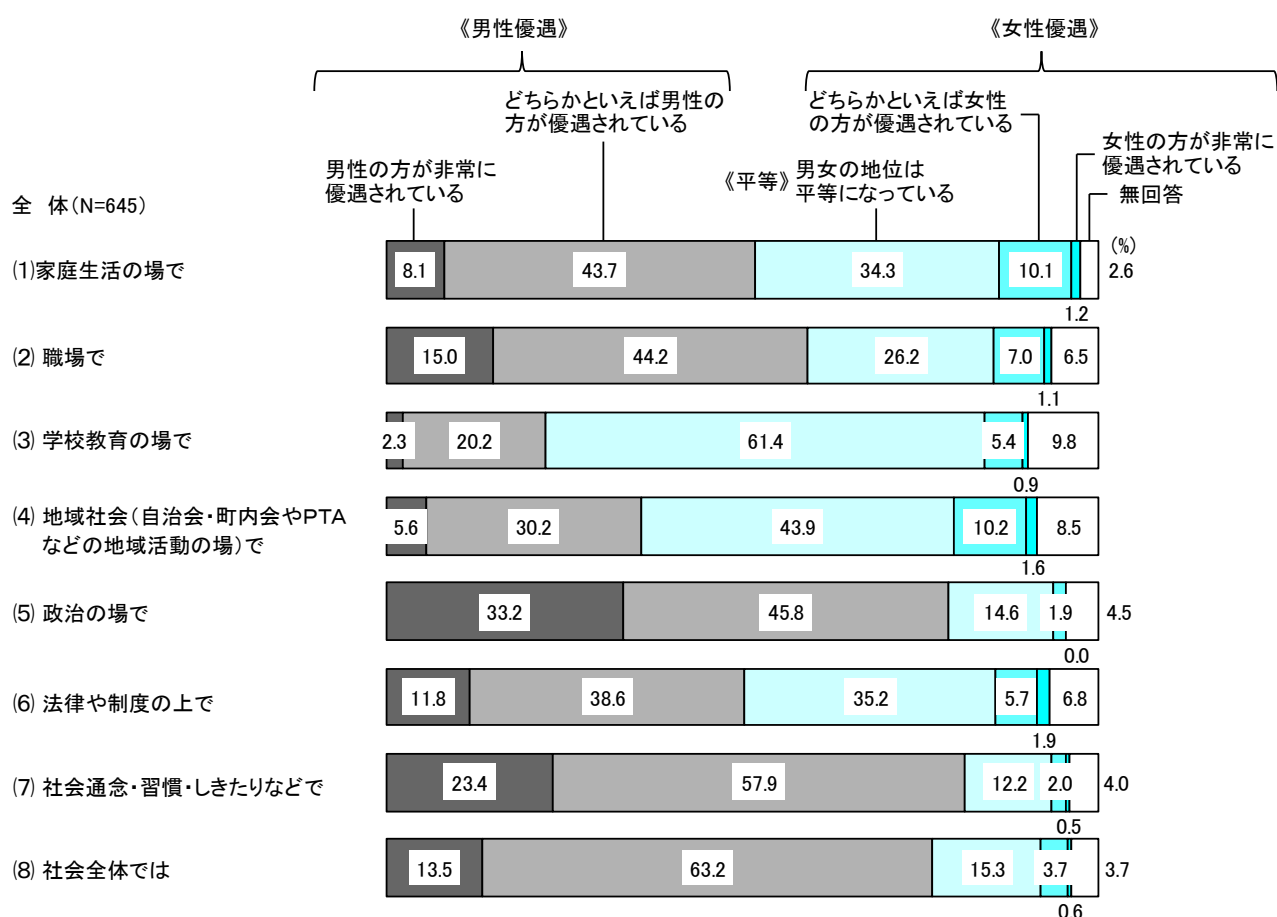 《男性優遇》
《女性優遇》
どちらかといえば男性の
方が優遇されている
どちらかといえば女性
の方が優遇されている
女性の方が非常に
優遇されている
男性の方が非常に
優遇されている
《平等》
男女の地位は
平等になっている
無回答
全 体(N=645)
(%)
⑴家庭生活の場で
8.1 43.7 34.3 10.1 2.6
1.2
⑵ 職場で
15.0 44.2 26.2 7.0 6.5
1.1
⑶ 学校教育の場で
2.3 20.2 61.4 5.4 9.8
0.9
⑷ 地域社会(自治会・町内会やPTA
などの地域活動の場)で
5.6 30.2 43.9 10.2 8.5
1.6
⑸ 政治の場で
33.2 45.8 14.6 1.9 4.5
0.0
⑹ 法律や制度の上で
11.8 38.6 35.2 5.7 6.8
1.9
⑺ 社会通念・習慣・しきたりなどで
23.4 57.9 12.2 2.0 4.0
0.5
⑻ 社会全体では
13.5 63.2 15.3 3.7 3.7
0.6